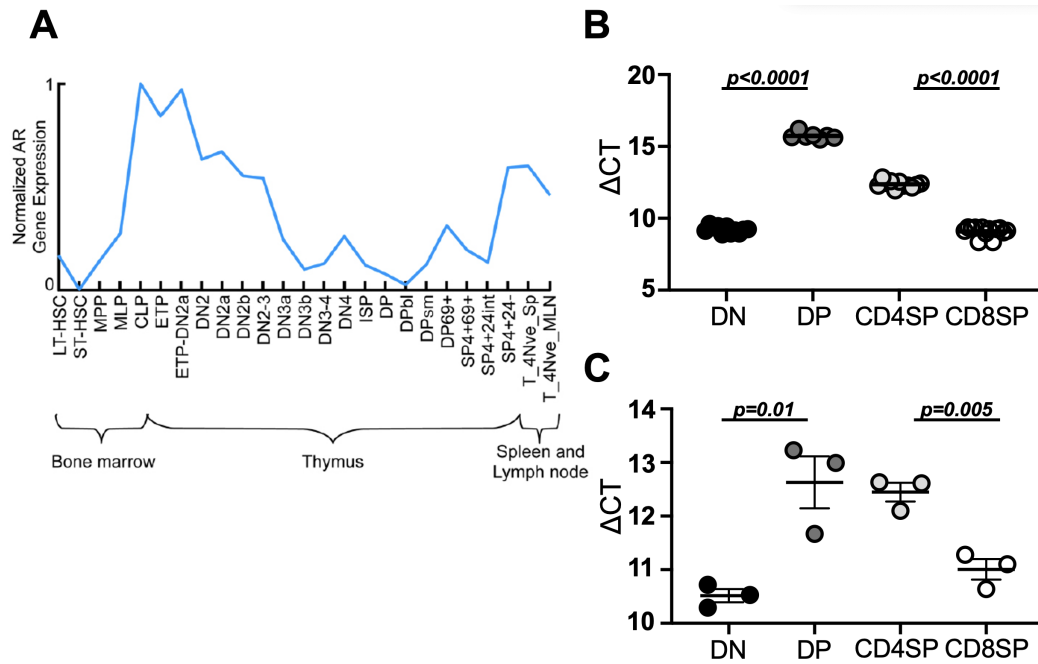 A
Normalized AR
Gene Expression
1
0
LT-HSC
ST-HSC
MPP
MLP
CLP
ETP
ETP-DN2a
DN2
DN2a
DN2b
DN2-3
DN3a
DN3b
DN3-4
DN4
ISP
DP
DPbl
DPsm
DP69+
SP4+69+
SP4+24int
SP4+24-
T_4Nve_Sp
T_4Nve_MLN
Bone marrow
Thymus
Spleen and
Lymph node
B
ΔCT
20
15
10
5
p<0.0001
p<0.0001
DN
DP
CD4SP
CD8SP
C
ΔCT
14
13
12
11
10
p=0.01
p=0.005
DN
DP
CD4SP
CD8SP